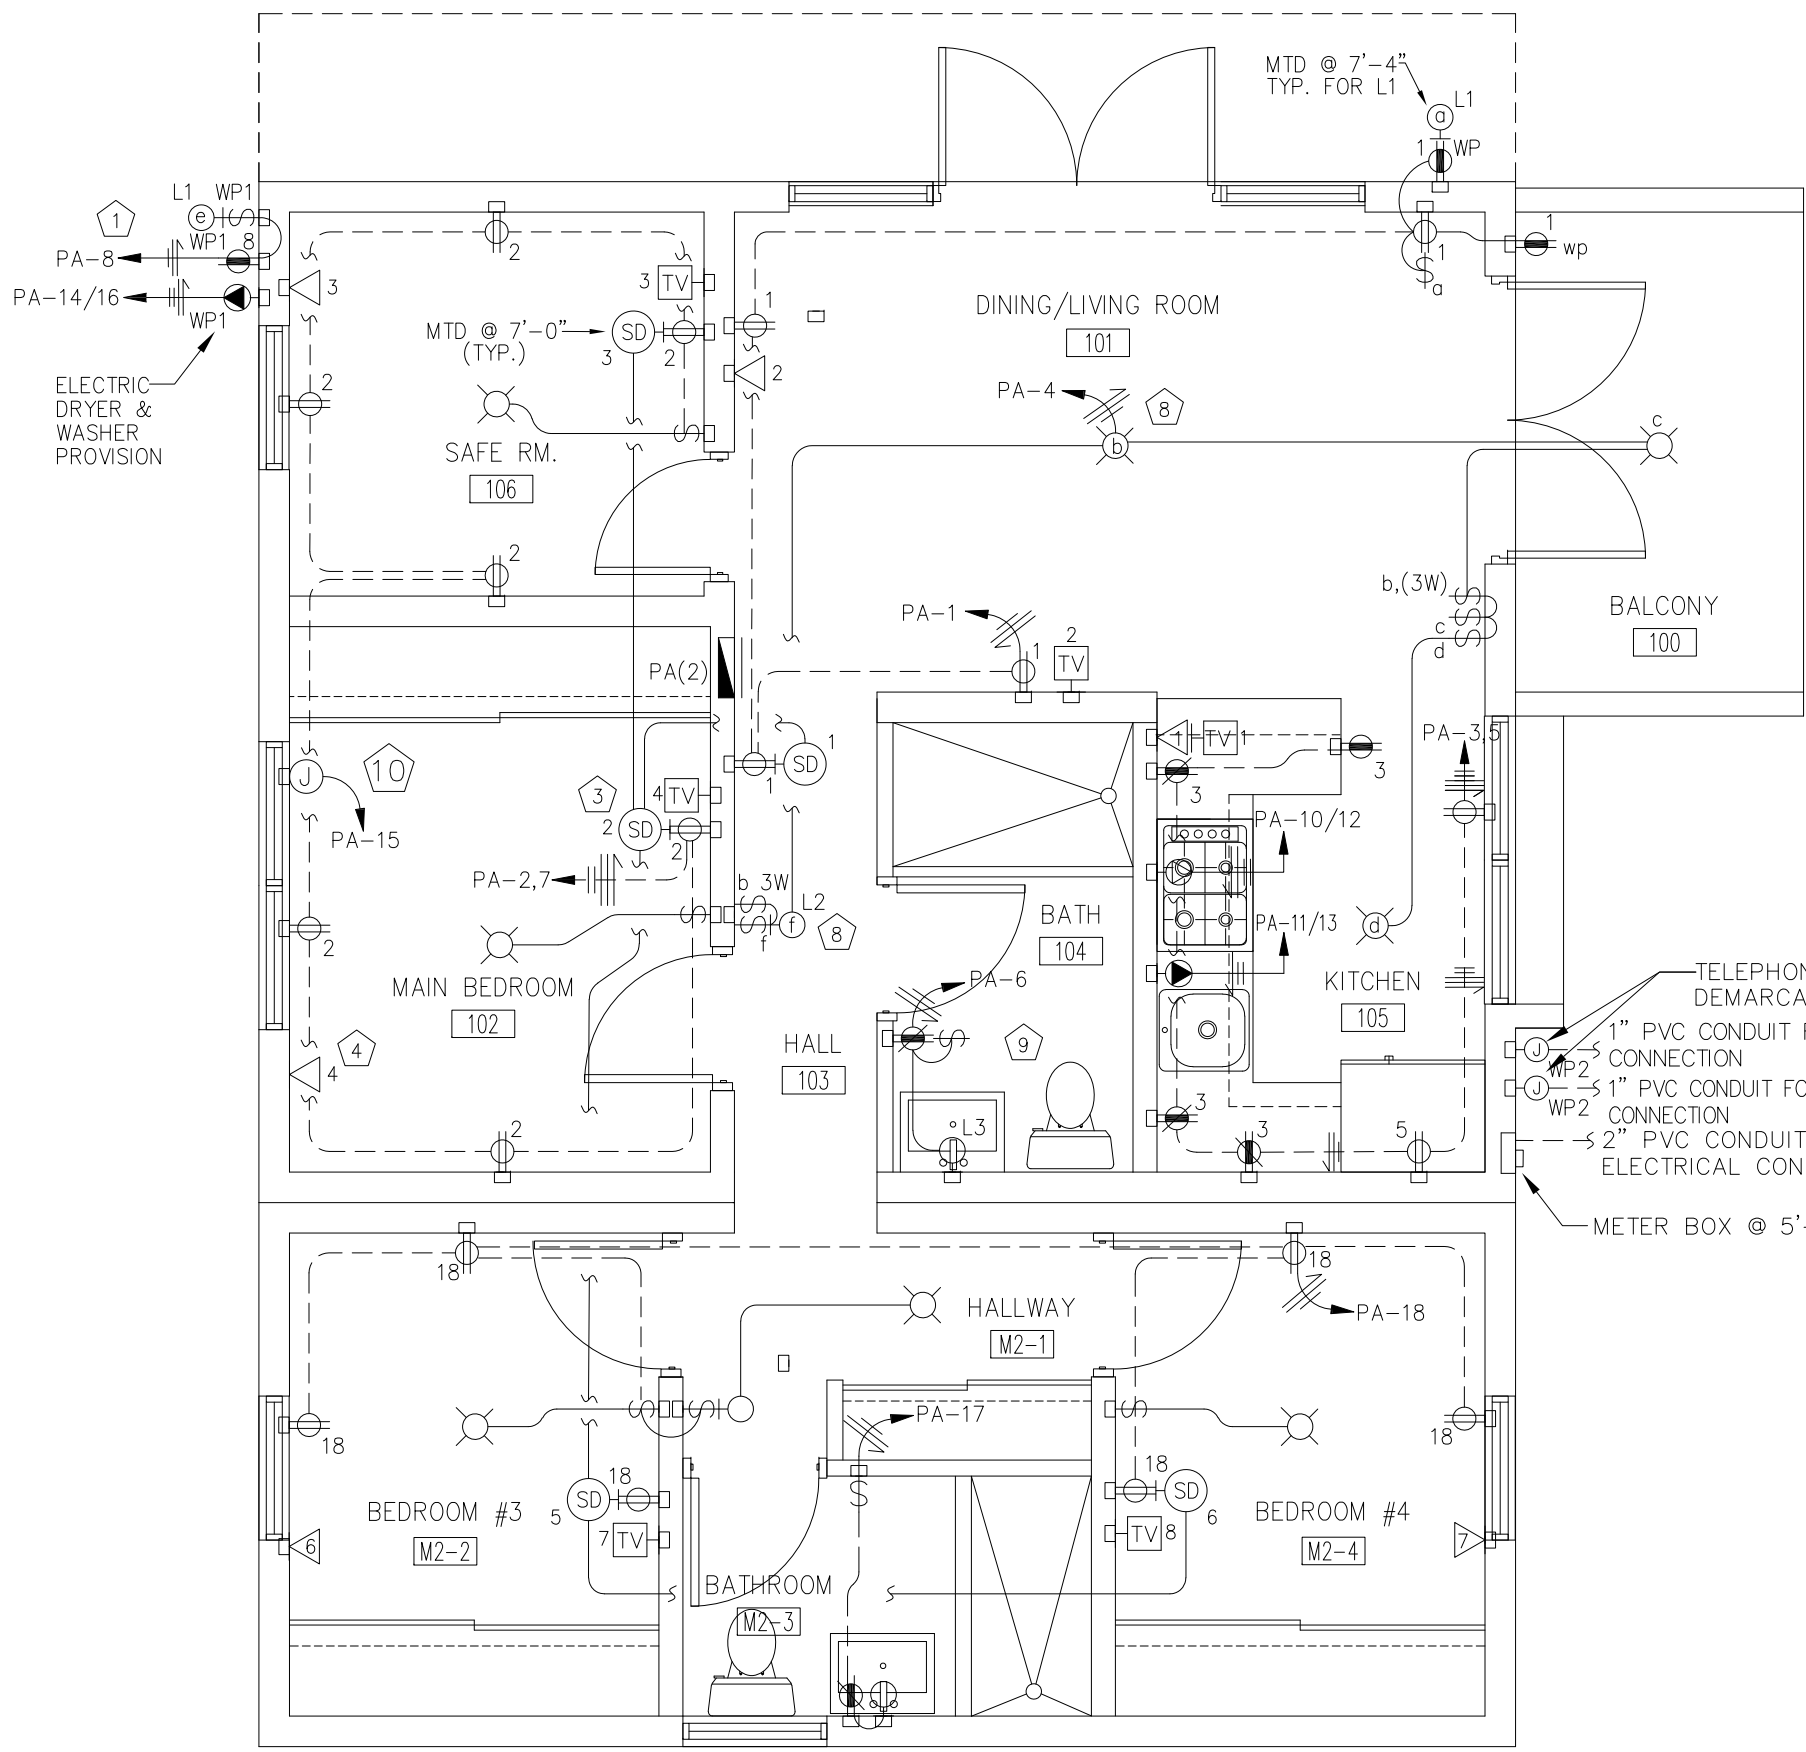 MTD @ 7'-4"
TYP. FOR L1
a
L1
1
WP
L1
WP1
1
e
S
WP1
8
PA-8
PA-14/16
WP1
2
3
3
TV
1
S
a
1
wp
MTD @ 7'-0"
(TYP.)
SD
3
2
1
2
DINING/LIVING ROOM
101
ELECTRIC
DRYER &
WASHER
PROVISION
2
PA-4
8
b
c
S
SAFE RM.
106
2
b,(3W)
S
c
S
d
S
BALCONY
100
PA-1
1
2
TV
PA(2)
1
TV
1
PA-3,5
J
10
PA-15
SD
1
1
3
4
TV
2
SD
2
3
3
PA-10/12
PA-2,7
b 3W
S
S
S
L2
f
f
8
2
BATH
104
PA-11/13
d
MAIN BEDROOM
102
PA-6
KITCHEN
105
TELEPHON
DEMARCA
4
4
HALL
103
S
9
J
WP2
1" PVC CONDUIT F
CONNECTION
J
WP2
1" PVC CONDUIT FO
CONNECTION
2" PVC CONDUIT
ELECTRICAL CON
2
L3
3
3
5
METER BOX @ 5'-
18
18
HALLWAY
M2-1
PA-18
S
S
S
PA-17
18
18
BEDROOM #3
M2-2
18
SD
5
7
TV
6
S
18
SD
6
TV
8
BEDROOM #4
M2-4
7
BATHROOM
M2-3